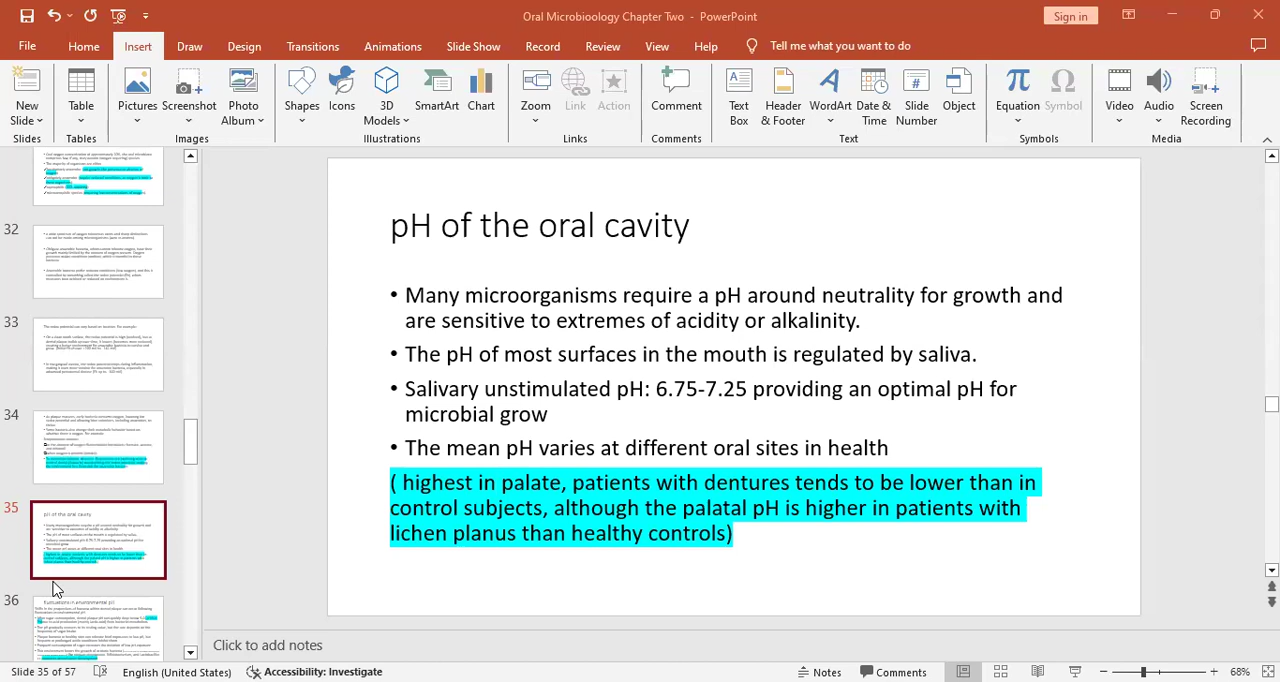 Oral Microbioology Chapter Two - PowerPoint
Sign in
File Home Insert Draw Design Transitions Animations Slide Show Record Review View Help Tell me what you want to do
New Slide
Table
Pictures
Screenshot
Photo Album
Shapes
Icons
3D Models
SmartArt
Chart
Zoom
Link
Action
Comment
Text Box
Header & Footer
WordArt
Date & Time
Slide Number
Object
Equation
Symbol
Video
Audio
Screen Recording
Slides Tables Images Illustrations Links Comments Text Symbols Media
32
33
34
35
pH of the oral cavity
36
Fluctuations in environmental pH
pH of the oral cavity
• Many microorganisms require a pH around neutrality for growth and
are sensitive to extremes of acidity or alkalinity.
• The pH of most surfaces in the mouth is regulated by saliva.
• Salivary unstimulated pH: 6.75-7.25 providing an optimal pH for
microbial grow
• The mean pH varies at different oral sites in health
( highest in palate, patients with dentures tends to be lower than in
control subjects, although the palatal pH is higher in patients with
lichen planus than healthy controls)
Click to add notes
Slide 35 of 57 English (United States) Accessibility: Investigate Notes Comments 68%